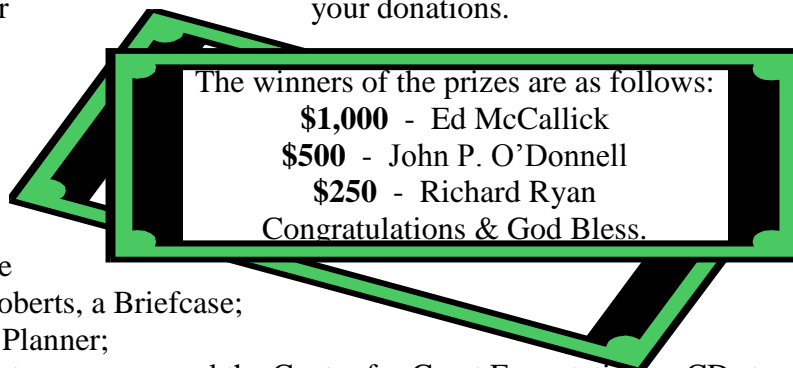 your donations.
The winners of the prizes are as follows:
$1,000 - Ed McCallick
$500 - John P. O’Donnell
$250 - Richard Ryan
Congratulations & God Bless.
oberts, a Briefcase;
Planner;